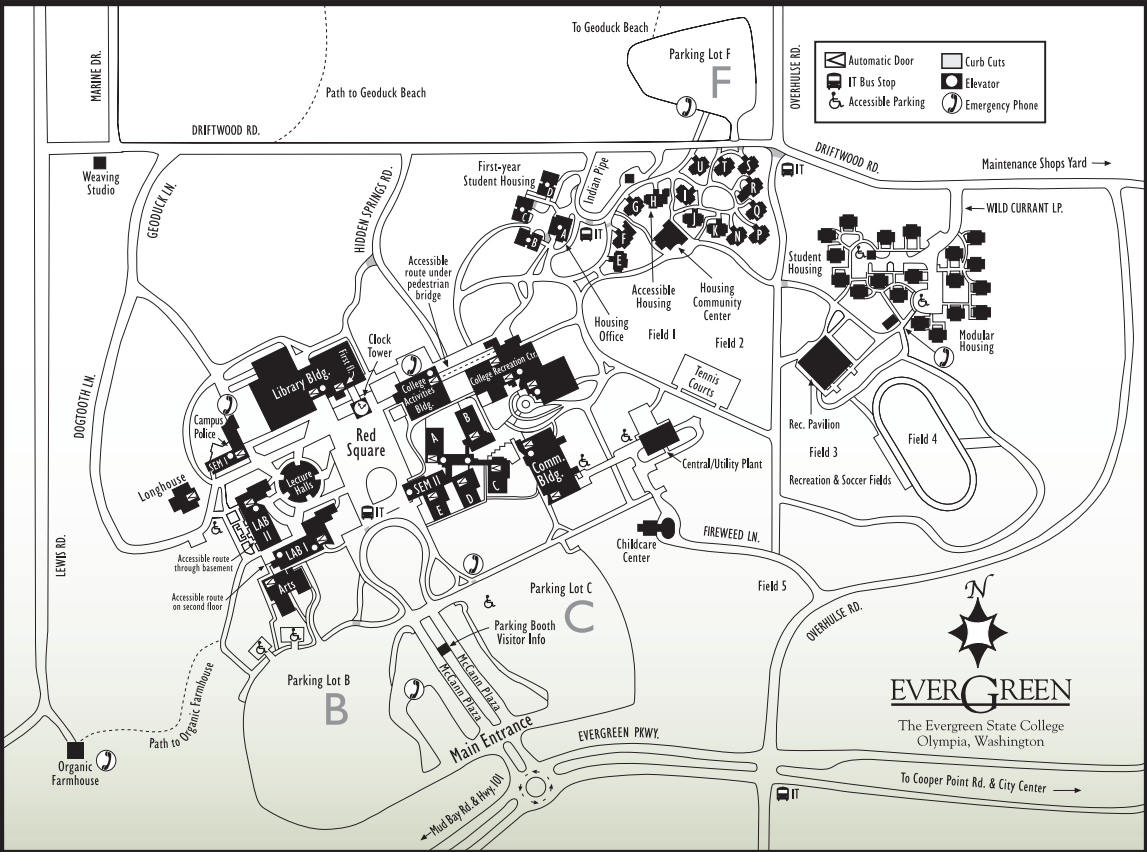 To Geoduck Beach
Parking Lot F
F
MARINE DR.
Path to Geoduck Beach
OVERHULSE RD.
Automatic Door
Curb Cuts
IT Bus Stop
Elevator
Accessible Parking
Emergency Phone
DRIFTWOOD RD.
DRIFTWOOD RD.
Maintenance Shops Yard
Weaving
Studio
GEODUCK LN.
HIDDEN SPRINGS RD.
First-year
Student Housing
Indian Pipe
IT
WILD CURRANT LP.
D
C
B
A
IT
U
T
S
R
Q
P
N
K
J
I
H
G
F
E
Student
Housing
Accessible
route under
pedestrian
bridge
Accessible
Housing
Housing
Community
Center
Housing
Office
Field 1
Field 2
Modular
Housing
Clock
Tower
First fl.
Library Bldg.
College
Activities
Bldg.
College Recreation Ctr.
Tennis
Courts
Rec. Pavilion
Field 3
Field 4
Recreation & Soccer Fields
DOGTOOTH LN.
Campus
Police
SEM I
Red
Square
A
B
C
D
E
SEM II
Comm.
Bldg.
Central/Utility Plant
Longhouse
Lecture
Halls
LAB
II
LAB I
Arts
IT
Accessible route
through basement
Accessible route
on second floor
Childcare
Center
FIREWEED LN.
LEWIS RD.
Field 5
OVERHULSE RD.
Parking Lot C
C
Parking Booth
Visitor Info
McCann Plaza
McCann Plaza
Parking Lot B
B
Path to Organic Farmhouse
Organic
Farmhouse
Main Entrance
EVERGREEN PKWY.
Mud Bay Rd. & Hwy. 101
IT
To Cooper Point Rd. & City Center
N
EVERGREEN
The Evergreen State College
Olympia, Washington